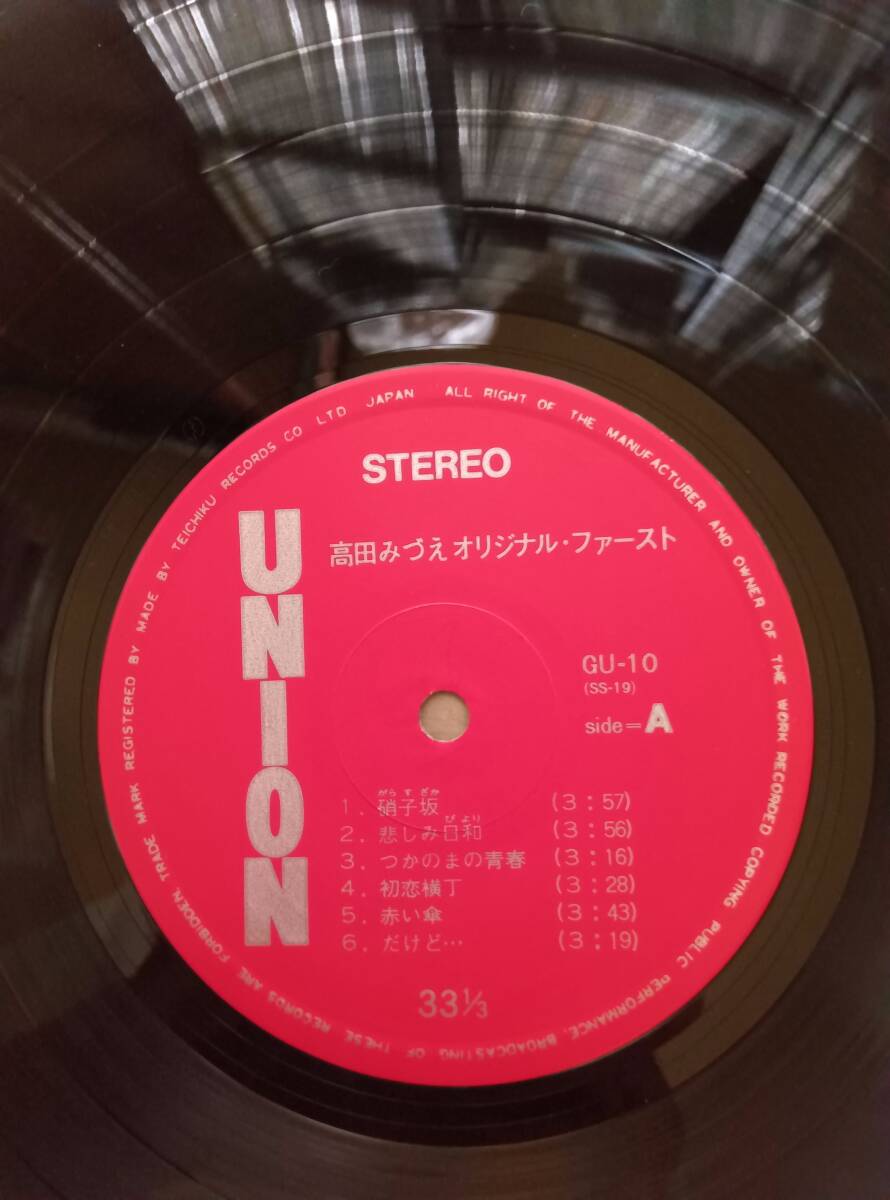 STEREO
UNION
高田みづえオリジナル・ファースト
GU-10
(SS-19)
side=A
がらすざか
1. 硝子坂 (3:57)
びより
2. 悲しみ日和 (3:56)
3. つかのまの青春 (3:16)
4. 初恋横丁 (3:28)
5. 赤い傘 (3:43)
6. だけど… (3:19)
33⅓
TRADE MARK REGISTERED BY MADE BY TEICHIKU RECORDS CO LTD JAPAN ALL RIGHT OF THE MANUFACTURER AND OWNER OF THE WORK RECORDED COPYING PUBLIC PERFORMANCE, BROADCASTING OF THESE RECORDS ARE FORBIDDEN,